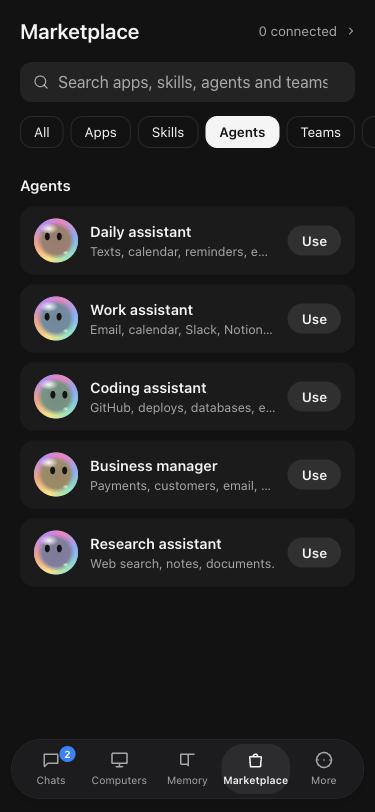 Marketplace
0 connected
Search apps, skills, agents and teams
All
Apps
Skills
Agents
Teams
Agents
Daily assistant
Texts, calendar, reminders, e...
Use
Work assistant
Email, calendar, Slack, Notion...
Use
Coding assistant
GitHub, deploys, databases, e...
Use
Business manager
Payments, customers, email, ...
Use
Research assistant
Web search, notes, documents.
Use
2
Chats
Computers
Memory
Marketplace
More